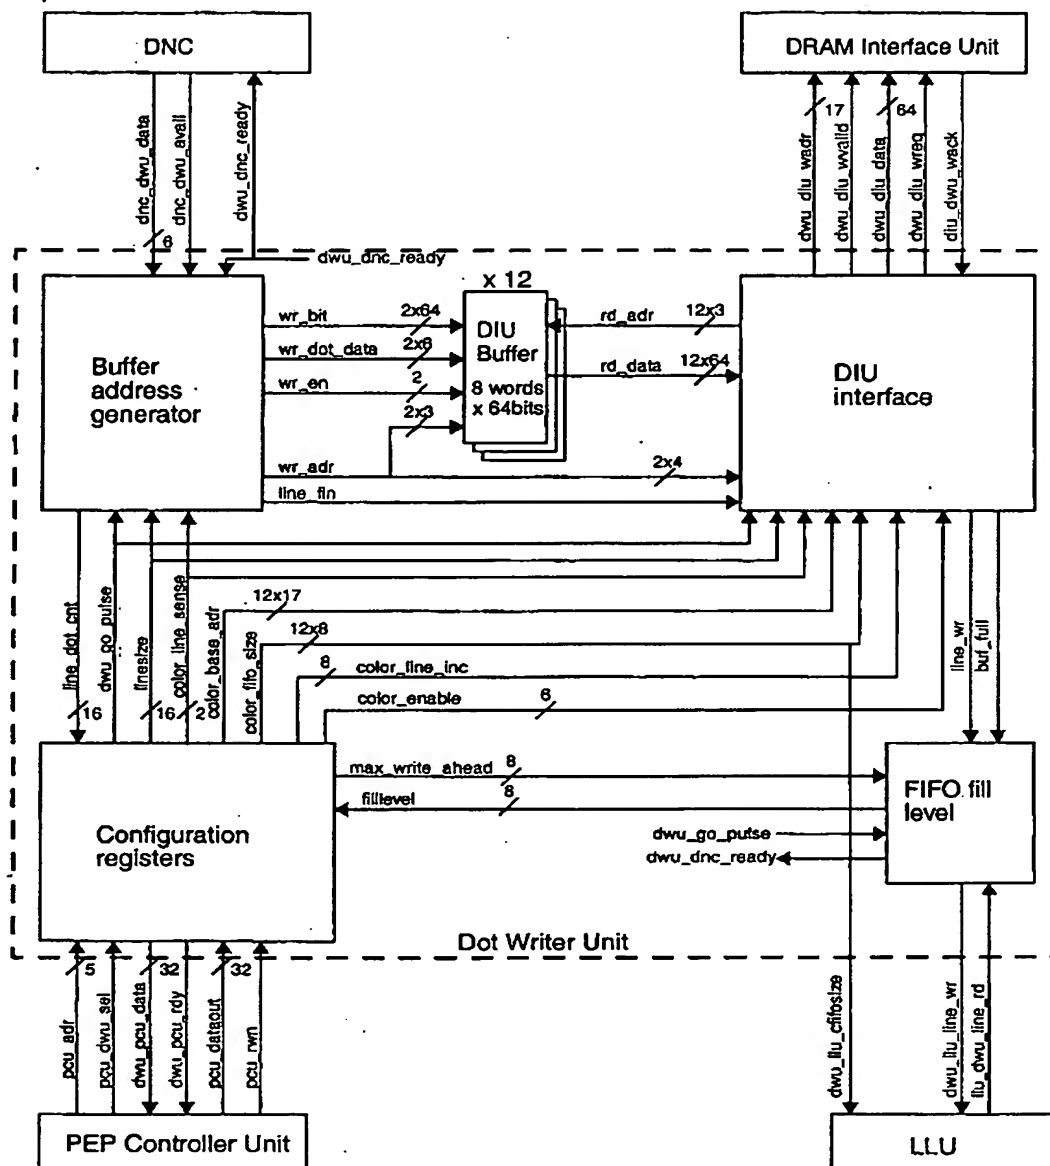 DNC
DRAM Interface Unit
dnc_dwu_data
dnc_dwu_avail
dwu_dnc_ready
6
dwu_diu_wadr
17
dwu_diu_wvalid
dwu_diu_data
64
dwu_diu_wreq
diu_dwu_wack
dwu_dnc_ready
x 12
Buffer
address
generator
wr_bit
2x64
wr_dot_data
2x6
wr_en
2
2x3
wr_adr
2x4
line_fin
DIU
Buffer
8 words
x 64bits
rd_adr
12x3
rd_data
12x64
DIU
interface
line_dot_cnt
16
dwu_go_pulse
linesize
16
color_line_sense
2
color_base_adr
12x17
color_fifo_size
12x8
8
color_line_inc
color_enable
6
line_wr
buf_full
Configuration
registers
max_write_ahead
8
filllevel
8
FIFO fill
level
dwu_go_pulse
dwu_dnc_ready
Dot Writer Unit
pcu_adr
5
pcu_dwu_sel
dwu_pcu_data
32
dwu_pcu_rdy
pcu_dataout
32
pcu_rwn
dwu_llu_cfifosize
dwu_llu_line_wr
llu_dwu_line_rd
PEP Controller Unit
LLU